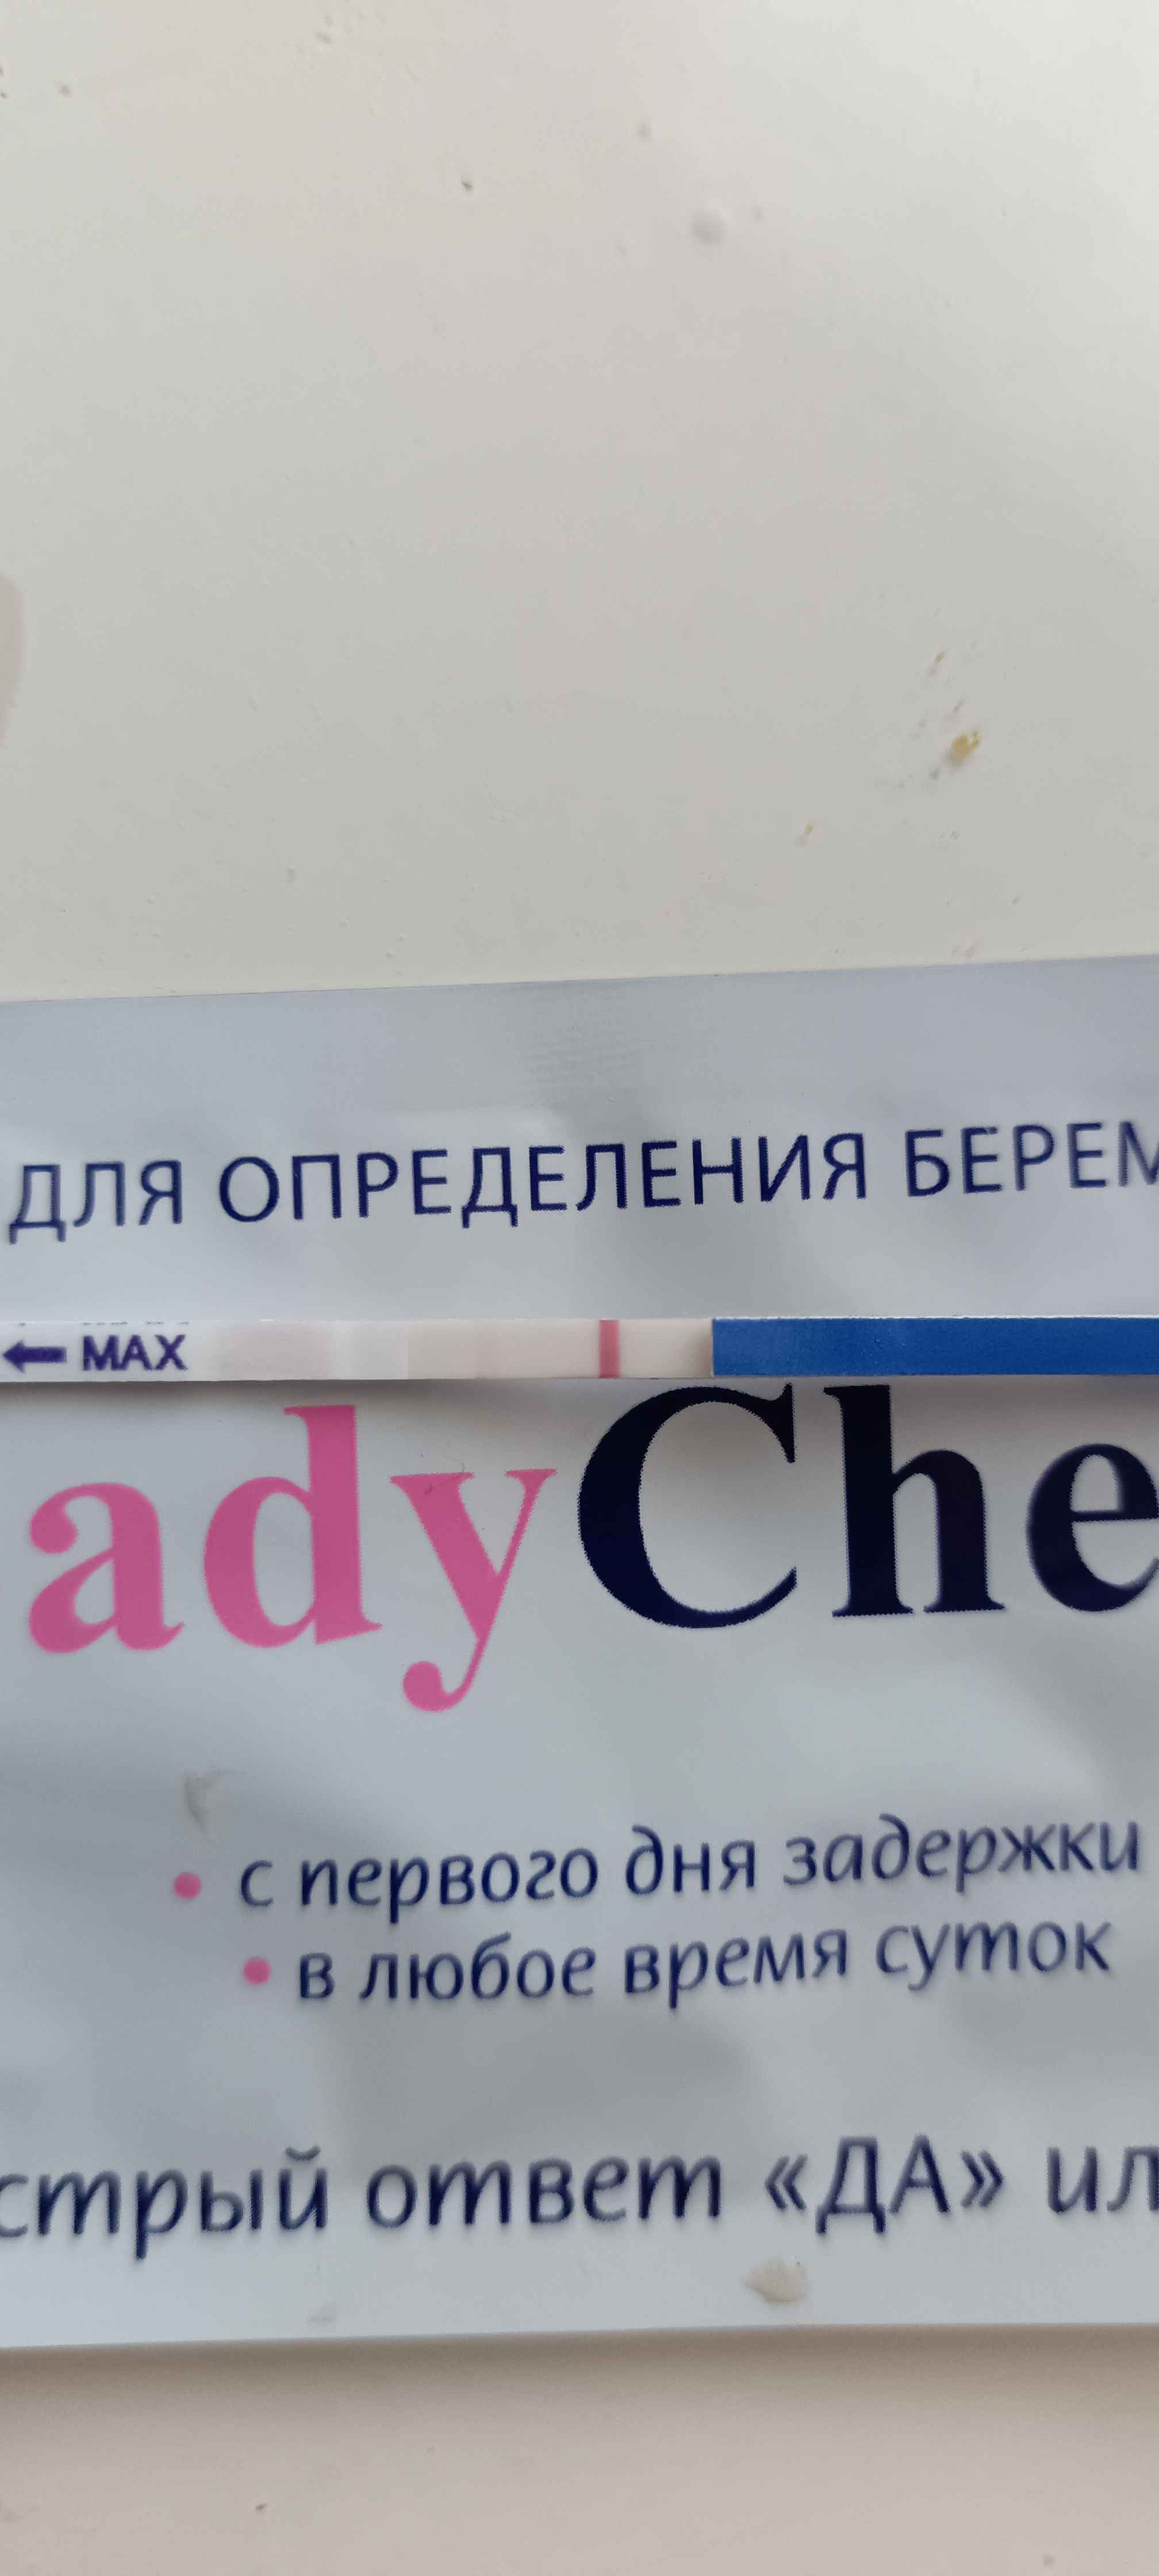 ДЛЯ ОПРЕДЕЛЕНИЯ БЕРЕМ
← MAX
adyChe
• с первого дня задержки
• в любое время суток
стрый ответ «ДА» ил